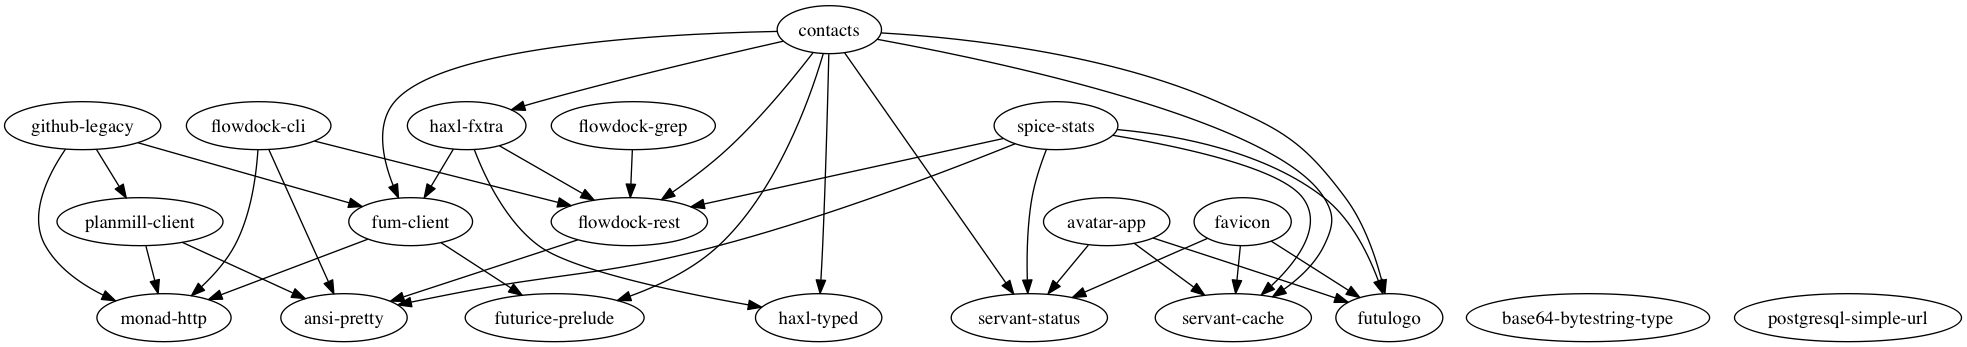 contacts
github-legacy
flowdock-cli
haxl-fxtra
flowdock-grep
spice-stats
planmill-client
fum-client
flowdock-rest
avatar-app
favicon
monad-http
ansi-pretty
futurice-prelude
haxl-typed
servant-status
servant-cache
futulogo
base64-bytestring-type
postgresql-simple-url